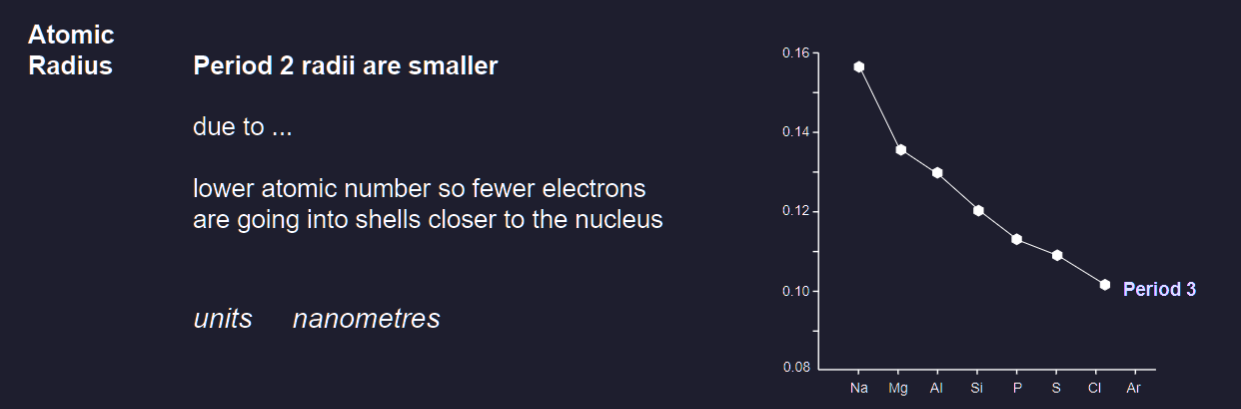 Atomic
Radius
Period 2 radii are smaller
due to ...
lower atomic number so fewer electrons
are going into shells closer to the nucleus
units nanometres
0.16
0.14
0.12
0.10
0.08
Period 3
Na Mg Al Si P S Cl Ar